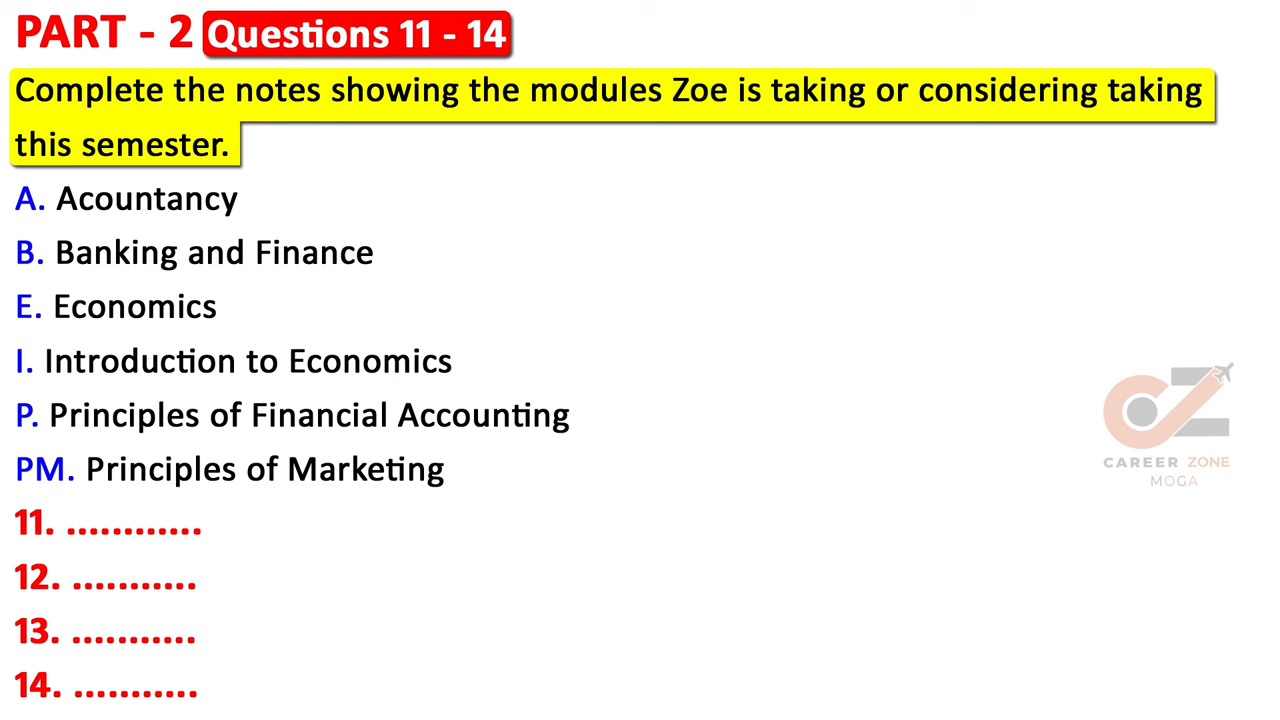 PART - 2 Questions 11 - 14
Complete the notes showing the modules Zoe is taking or considering taking
this semester.
A. Acountancy
B. Banking and Finance
E. Economics
I. Introduction to Economics
P. Principles of Financial Accounting
PM. Principles of Marketing
11. ............
12. ...........
13. ...........
14. ...........
CAREER ZONE
MOGA